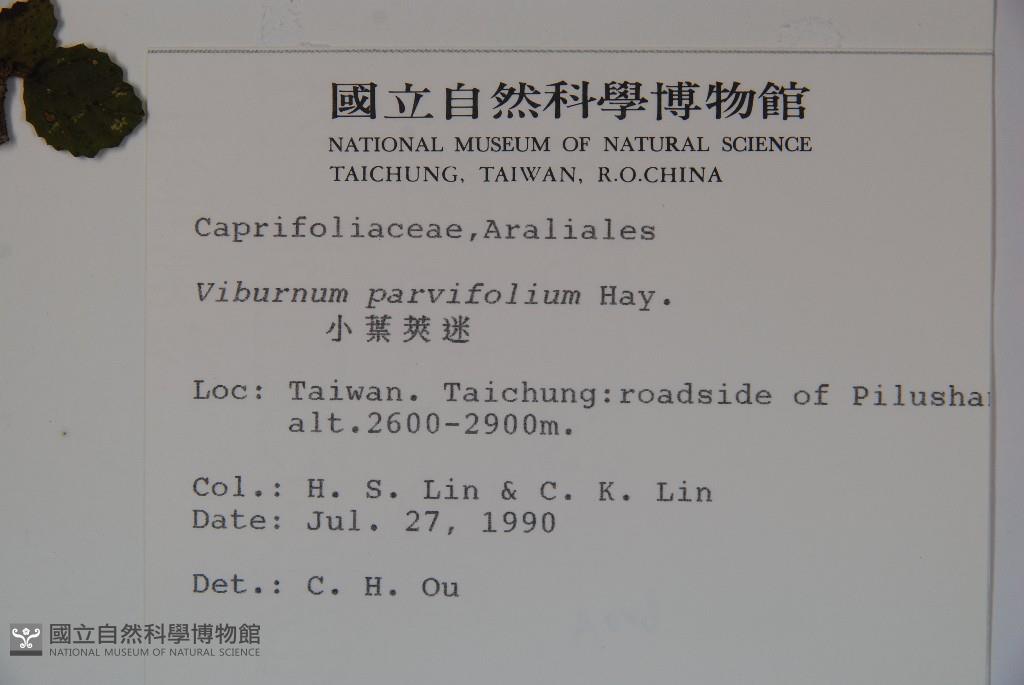 國立自然科學博物館
NATIONAL MUSEUM OF NATURAL SCIENCE
TAICHUNG, TAIWAN, R.O.CHINA
Caprifoliaceae,Araliales
Viburnum parvifolium Hay.
小葉莢迷
Loc: Taiwan. Taichung:roadside of Pilusha
alt.2600-2900m.
Col.: H. S. Lin & C. K. Lin
Date: Jul. 27, 1990
Det.: C. H. Ou
國立自然科學博物館
NATIONAL MUSEUM OF NATURAL SCIENCE